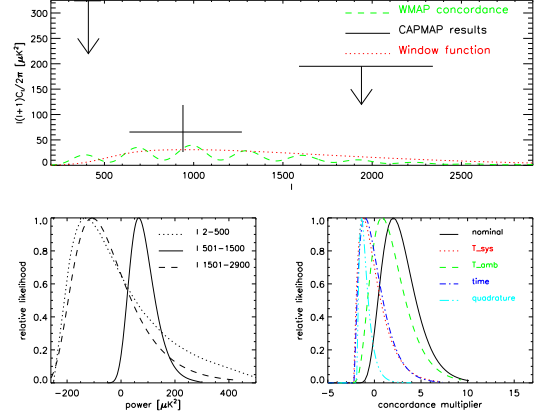 WMAP concordance
CAPMAP results
Window function
l(l+1)Cₗ/2π [μK²]
300
250
200
150
100
50
0
500 1000 1500 2000 2500
l
relative likelihood
1.0
0.8
0.6
0.4
0.2
0.0
l 2-500
l 501-1500
l 1501-2900
-200 0 200 400
power [μK²]
relative likelihood
1.0
0.8
0.6
0.4
0.2
0.0
nominal
T_sys
T_amb
time
quadrature
-5 0 5 10 15
concordance multiplier